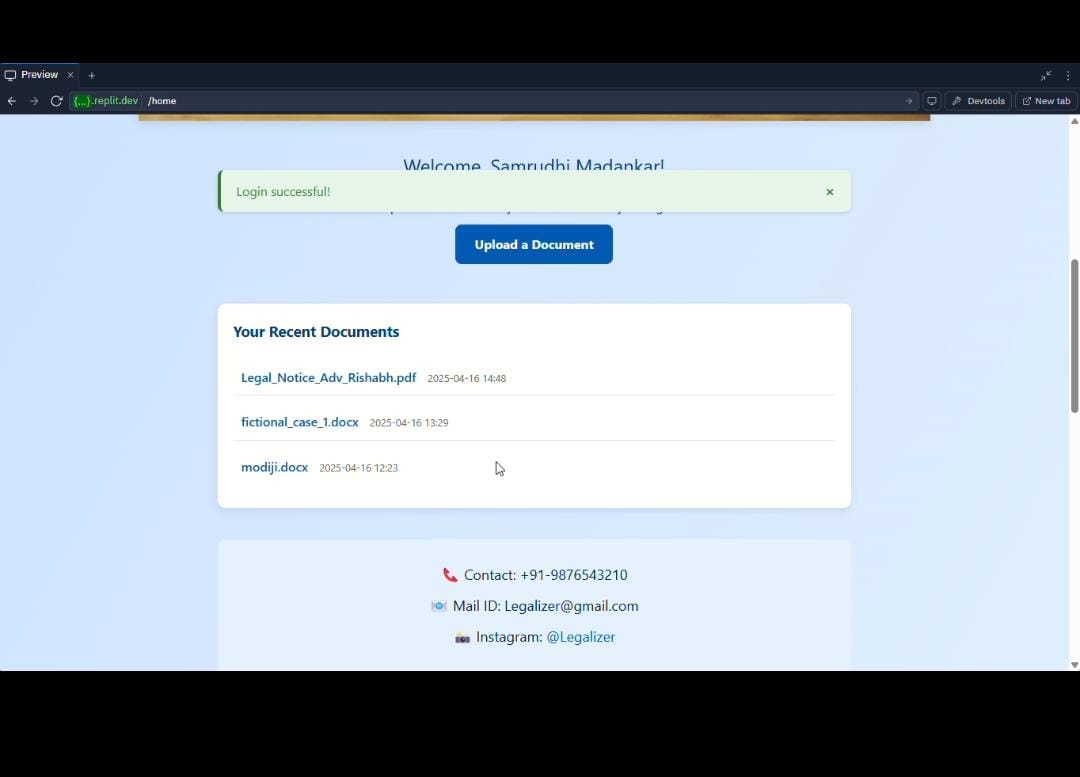 Preview × +
{...}.replit.dev /home
Devtools
New tab
Welcome, Samrudhi Madankar!
Login successful! ×
Upload a Document
Your Recent Documents
Legal_Notice_Adv_Rishabh.pdf 2025-04-16 14:48
fictional_case_1.docx 2025-04-16 13:29
modiji.docx 2025-04-16 12:23
Contact: +91-9876543210
Mail ID: Legalizer@gmail.com
Instagram: @Legalizer